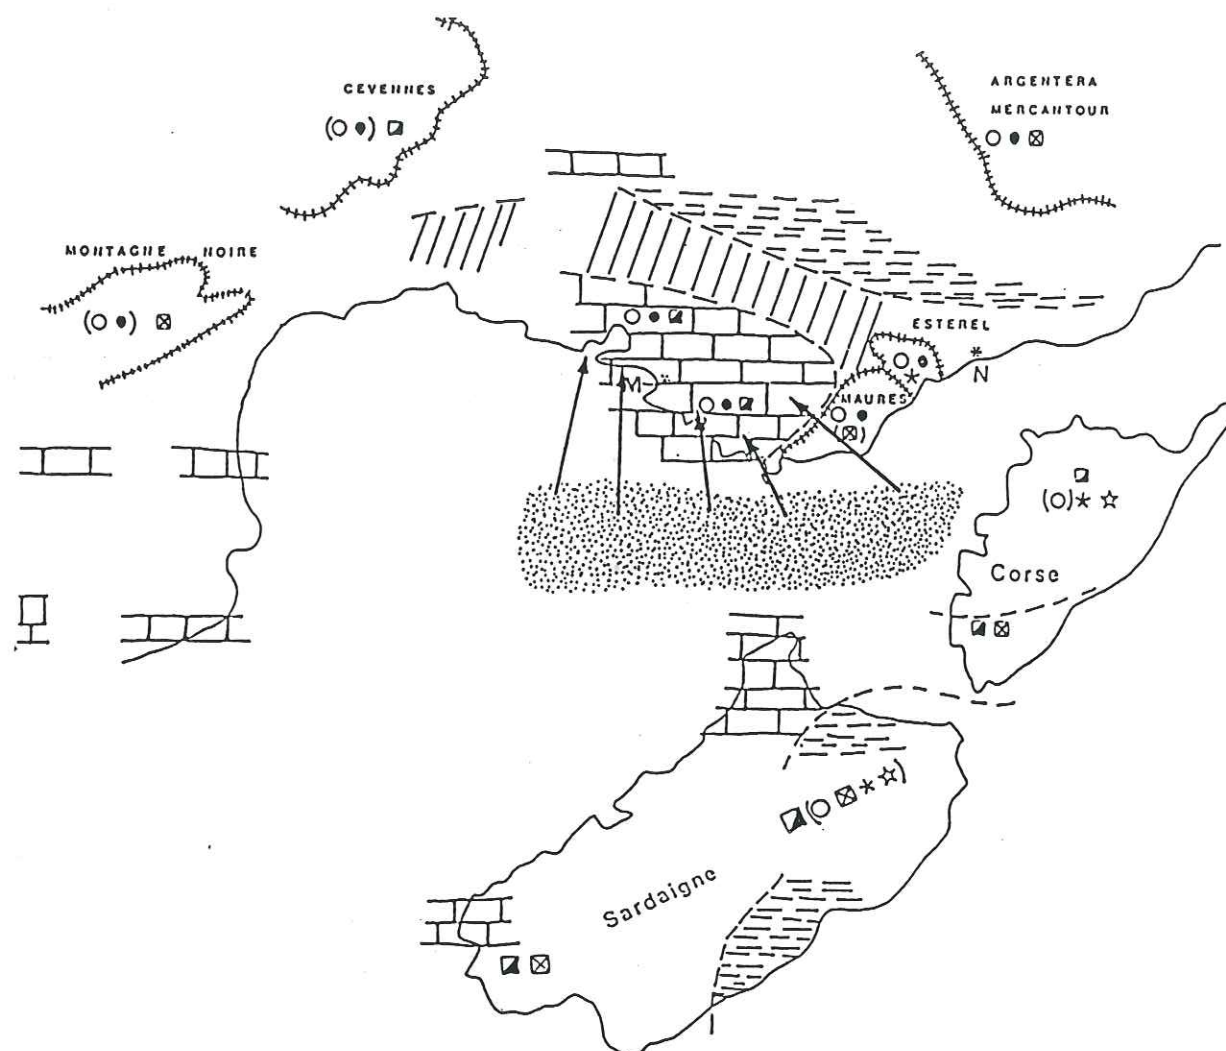 CEVENNES
ARGENTERA
MERCANTOUR
MONTAGNE NOIRE
ESTEREL
N
M
MAURES
Corse
Sardaigne